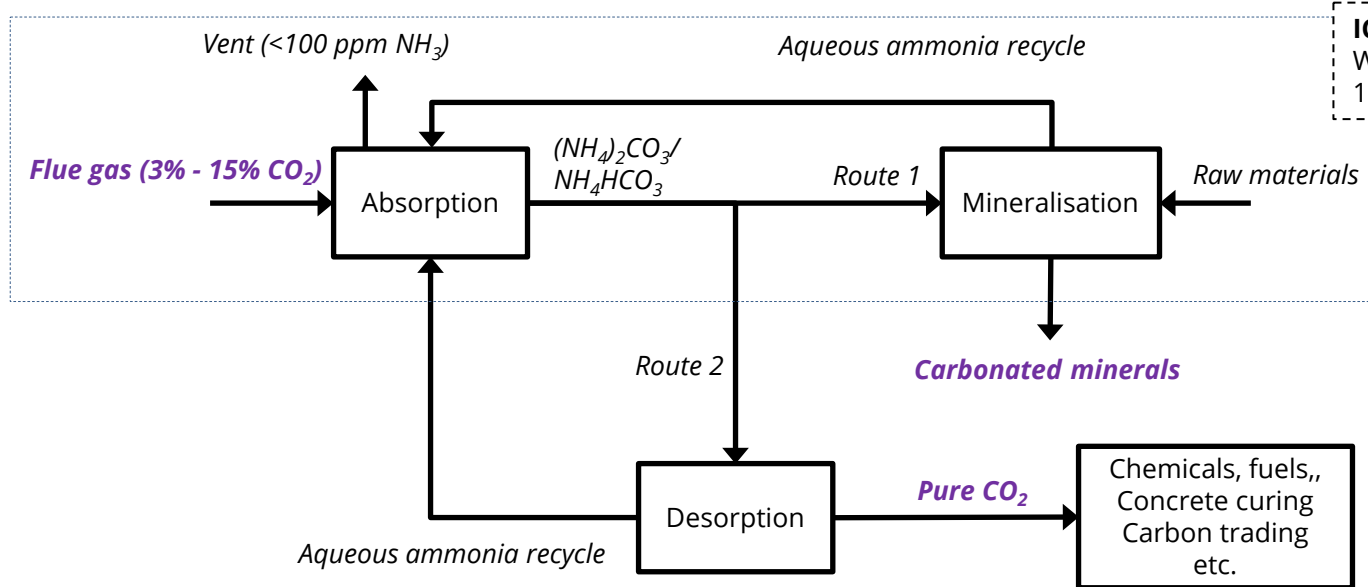 Vent (<100 ppm NH₃)
Aqueous ammonia recycle
Flue gas (3% - 15% CO₂)
(NH₄)₂CO₃/
NH₄HCO₃
Absorption
Route 1
Mineralisation
Raw materials
Route 2
Carbonated minerals
Desorption
Pure CO₂
Chemicals, fuels,,
Concrete curing
Carbon trading
etc.
Aqueous ammonia recycle